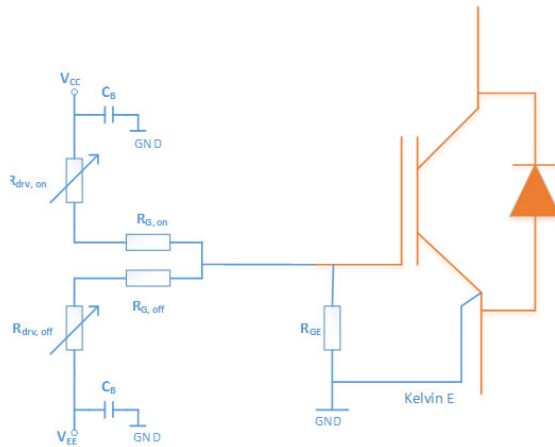 VCC
CB
GND
Rdrv, on
RG, on
RG, off
Rdrv, off
RGE
CB
Kelvin E
GND
GND
VEE